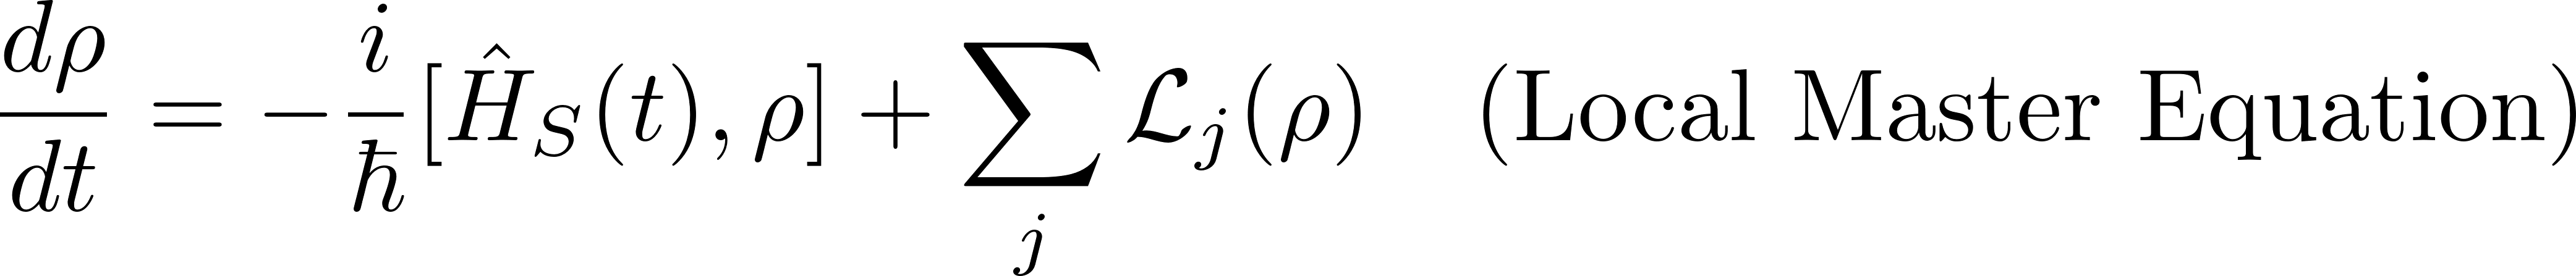 dρ/dt = −i/ħ [Ĥ_S(t), ρ] + ∑_j 𝓛_j(ρ) (Local Master Equation)